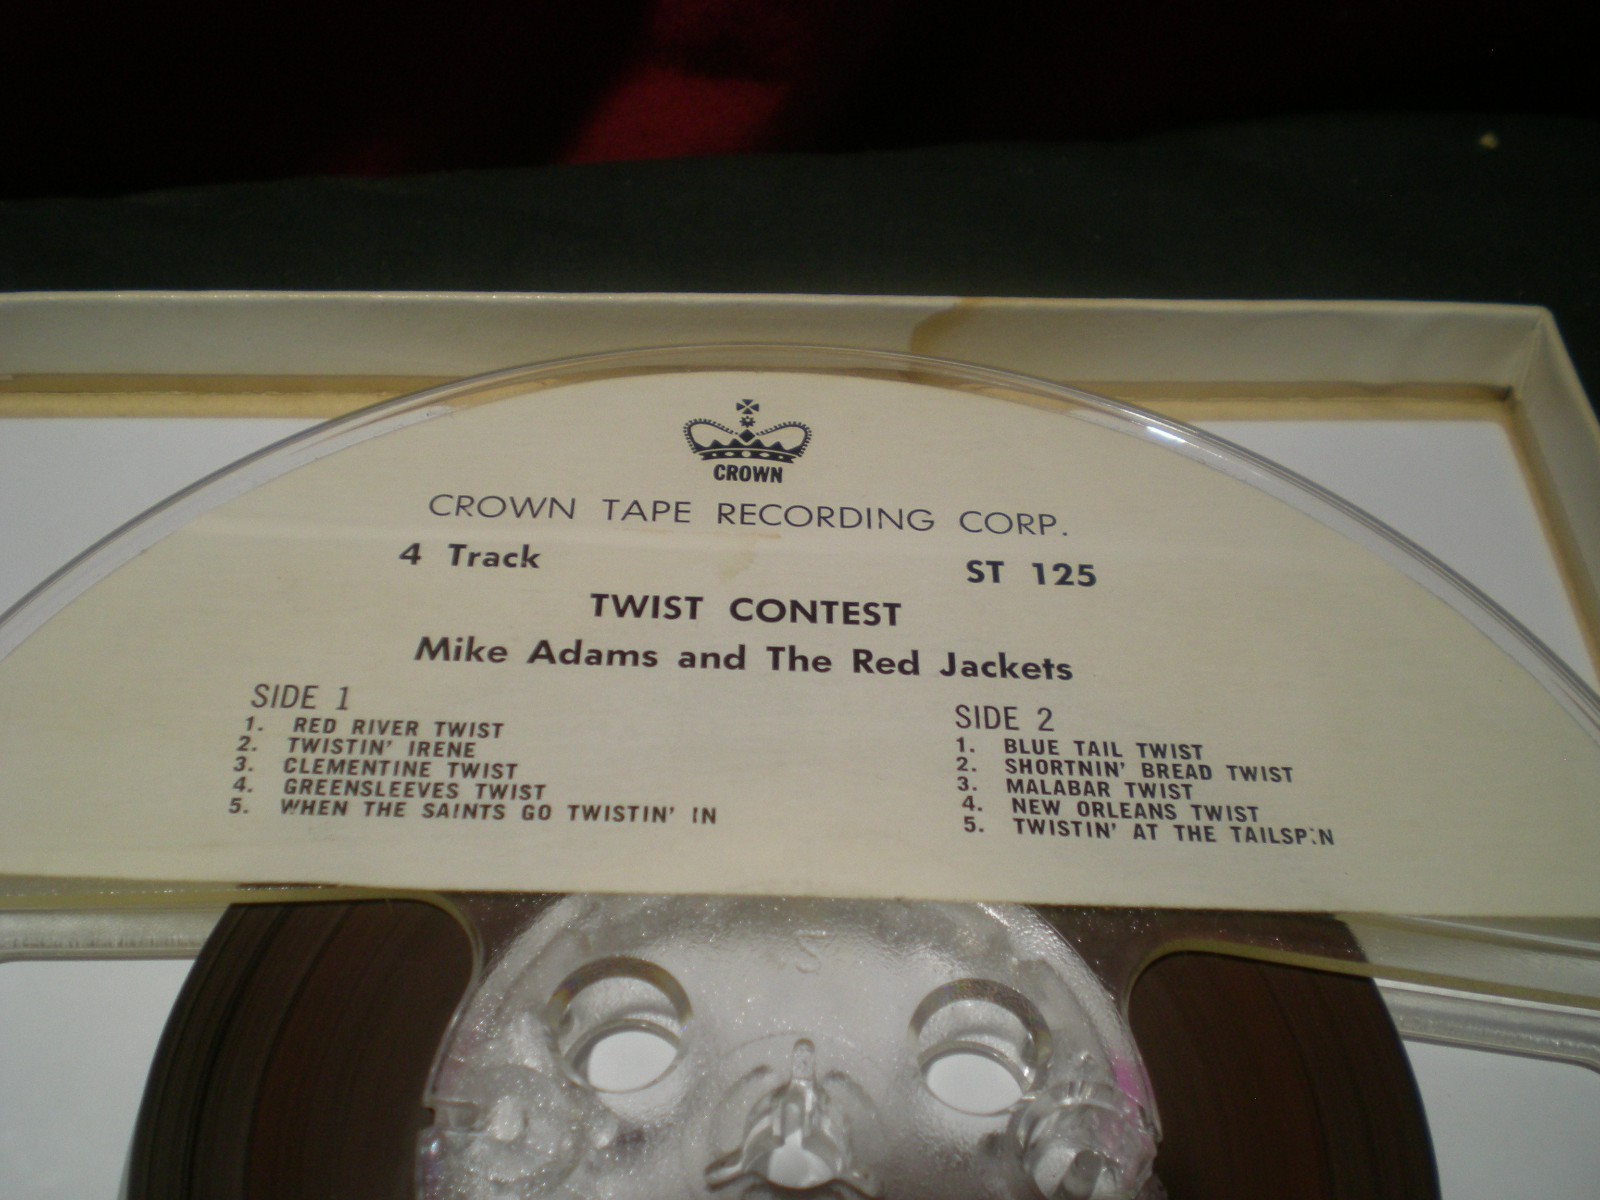 CROWN
CROWN TAPE RECORDING CORP.
4 Track ST 125
TWIST CONTEST
Mike Adams and The Red Jackets
SIDE 1
1. RED RIVER TWIST
2. TWISTIN' IRENE
3. CLEMENTINE TWIST
4. GREENSLEEVES TWIST
5. WHEN THE SAINTS GO TWISTIN' IN
SIDE 2
1. BLUE TAIL TWIST
2. SHORTNIN' BREAD TWIST
3. MALABAR TWIST
4. NEW ORLEANS TWIST
5. TWISTIN' AT THE TAILSPIN
2